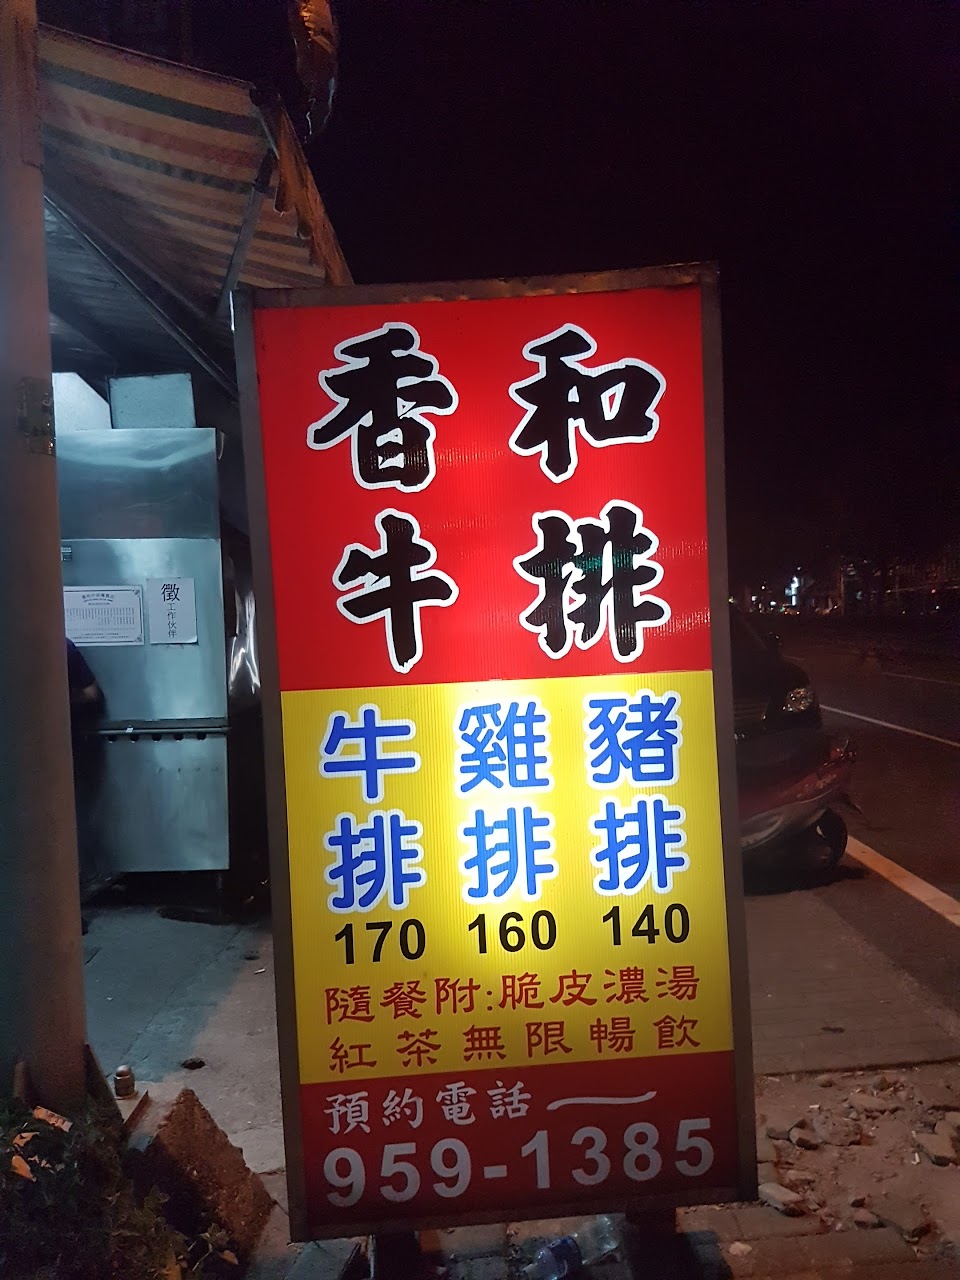 香和
牛排
牛排 雞排 豬排
170 160 140
隨餐附:脆皮濃湯
紅茶無限暢飲
預約電話
959-1385
徵
工作伙伴